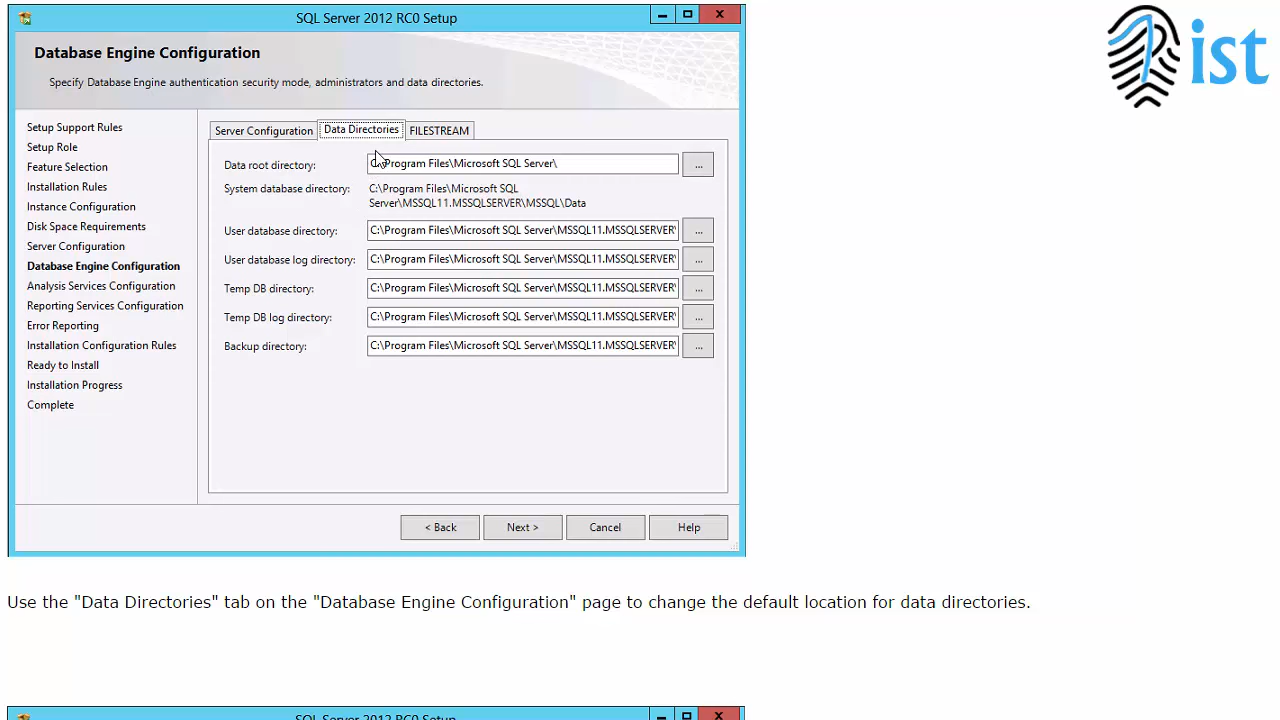 SQL Server 2012 RC0 Setup
ist
Database Engine Configuration
Specify Database Engine authentication security mode, administrators and data directories.
Setup Support Rules
Setup Role
Feature Selection
Installation Rules
Instance Configuration
Disk Space Requirements
Server Configuration
Database Engine Configuration
Analysis Services Configuration
Reporting Services Configuration
Error Reporting
Installation Configuration Rules
Ready to Install
Installation Progress
Complete
Server Configuration Data Directories FILESTREAM
Data root directory: C:\Program Files\Microsoft SQL Server\ ...
System database directory: C:\Program Files\Microsoft SQL
Server\MSSQL11.MSSQLSERVER\MSSQL\Data
User database directory: C:\Program Files\Microsoft SQL Server\MSSQL11.MSSQLSERVER\ ...
User database log directory: C:\Program Files\Microsoft SQL Server\MSSQL11.MSSQLSERVER\ ...
Temp DB directory: C:\Program Files\Microsoft SQL Server\MSSQL11.MSSQLSERVER\ ...
Temp DB log directory: C:\Program Files\Microsoft SQL Server\MSSQL11.MSSQLSERVER\ ...
Backup directory: C:\Program Files\Microsoft SQL Server\MSSQL11.MSSQLSERVER\ ...
< Back Next > Cancel Help
Use the "Data Directories" tab on the "Database Engine Configuration" page to change the default location for data directories.
SQL Server 2012 RC0 Setup